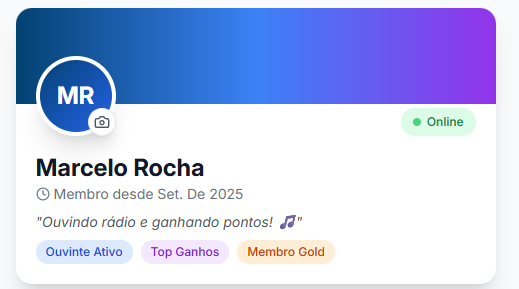 MR
Online
Marcelo Rocha
Membro desde Set. De 2025
"Ouvindo rádio e ganhando pontos! 🎵"
Ouvinte Ativo Top Ganhos Membro Gold